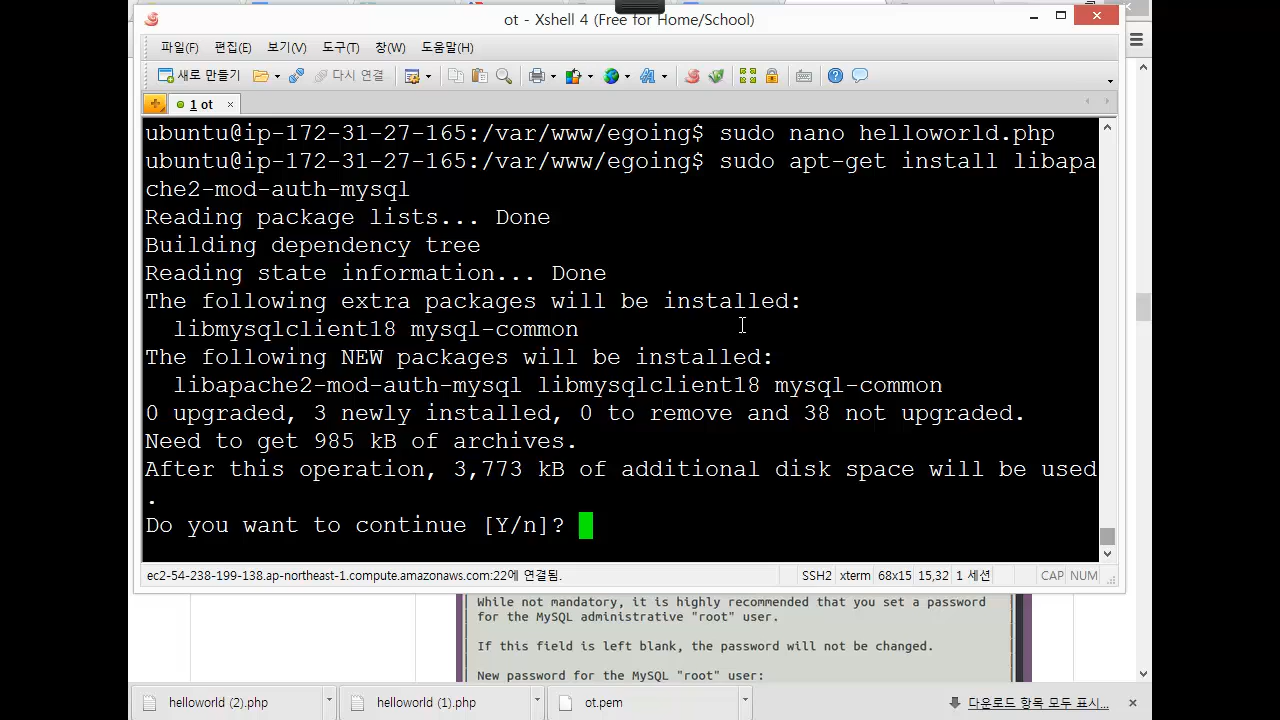 ot - Xshell 4 (Free for Home/School)
파일(F) 편집(E) 보기(V) 도구(T) 창(W) 도움말(H)
새로 만들기 다시 연결
1 ot
ubuntu@ip-172-31-27-165:/var/www/egoing$ sudo nano helloworld.php
ubuntu@ip-172-31-27-165:/var/www/egoing$ sudo apt-get install libapa
che2-mod-auth-mysql
Reading package lists... Done
Building dependency tree
Reading state information... Done
The following extra packages will be installed:
libmysqlclient18 mysql-common
The following NEW packages will be installed:
libapache2-mod-auth-mysql libmysqlclient18 mysql-common
0 upgraded, 3 newly installed, 0 to remove and 38 not upgraded.
Need to get 985 kB of archives.
After this operation, 3,773 kB of additional disk space will be used
.
Do you want to continue [Y/n]?
ec2-54-238-199-138.ap-northeast-1.compute.amazonaws.com:22에 연결됨. SSH2 xterm 68x15 15,32 1 세션 CAP NUM
While not mandatory, it is highly recommended that you set a password
for the MySQL administrative "root" user.
If this field is left blank, the password will not be changed.
New password for the MySQL "root" user:
helloworld (2).php helloworld (1).php ot.pem 다운로드 항목 모두 표시...